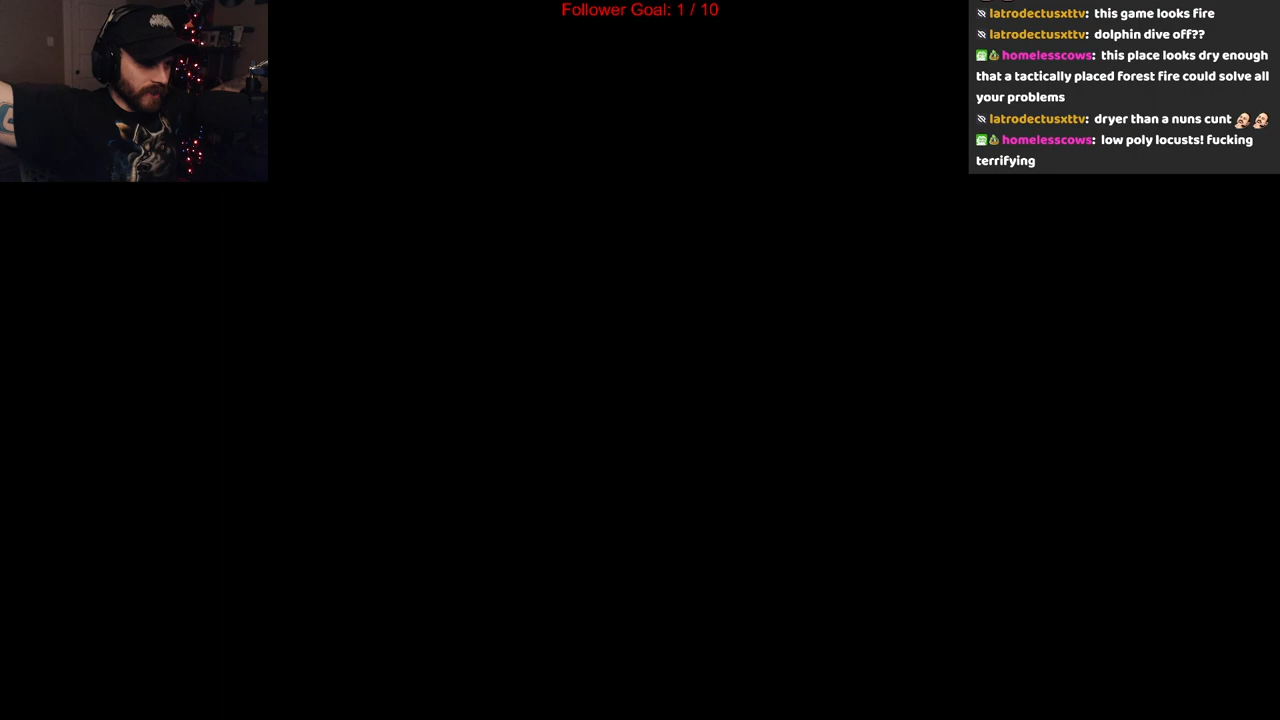 Follower Goal: 1 / 10
latrodectusxttv: this game looks fire
latrodectusxttv: dolphin dive off??
homelesscows: this place looks dry enough
that a tactically placed forest fire could solve all
your problems
latrodectusxttv: dryer than a nuns cunt
homelesscows: low poly locusts! fucking
terrifying